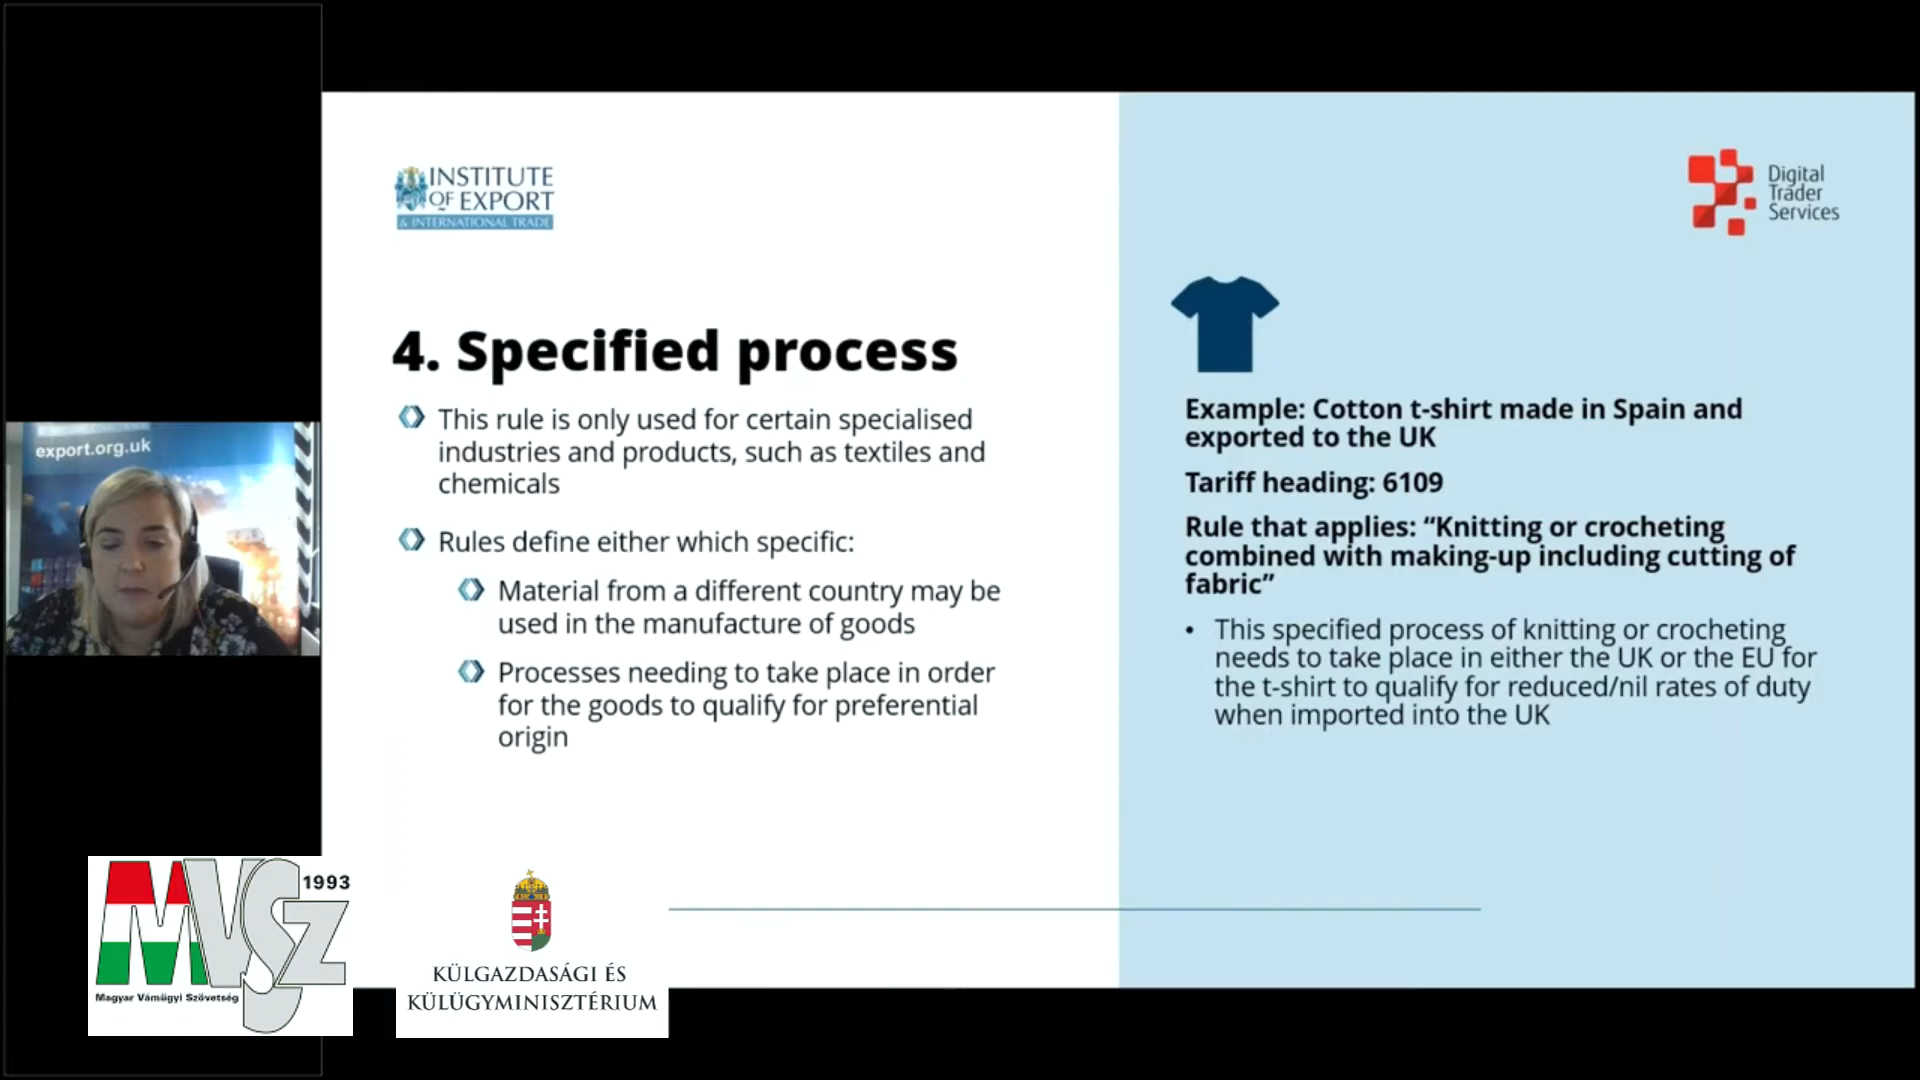 INSTITUTE
OF EXPORT
& INTERNATIONAL TRADE
Digital
Trader
Services
export.org.uk
4. Specified process
This rule is only used for certain specialised
industries and products, such as textiles and
chemicals
Rules define either which specific:
Material from a different country may be
used in the manufacture of goods
Processes needing to take place in order
for the goods to qualify for preferential
origin
Example: Cotton t-shirt made in Spain and
exported to the UK
Tariff heading: 6109
Rule that applies: “Knitting or crocheting
combined with making-up including cutting of
fabric”
• This specified process of knitting or crocheting
needs to take place in either the UK or the EU for
the t-shirt to qualify for reduced/nil rates of duty
when imported into the UK
MVSZ
1993
Magyar Vámügyi Szövetség
KÜLGAZDASÁGI ÉS
KÜLÜGYMINISZTÉRIUM